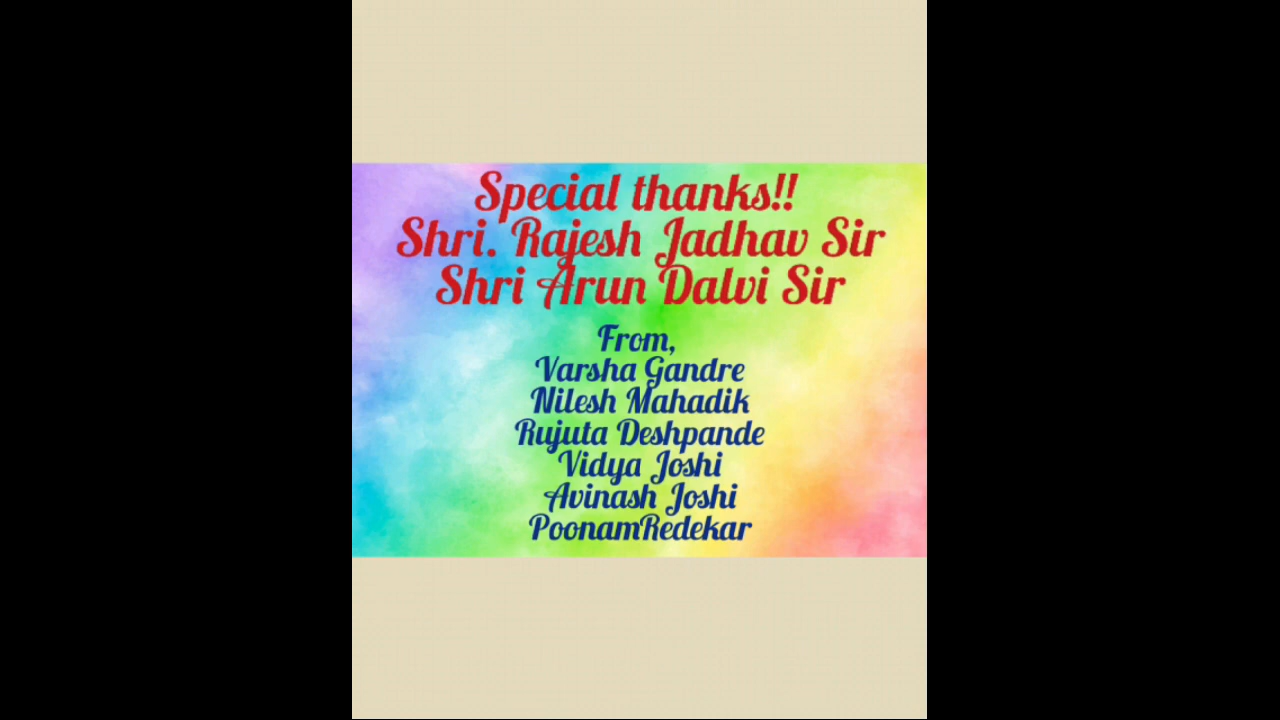 Special thanks!!
Shri. Rajesh Jadhav Sir
Shri Arun Dalvi Sir
From,
Varsha Gandre
Nilesh Mahadik
Rujuta Deshpande
Vidya Joshi
Avinash Joshi
PoonamRedekar